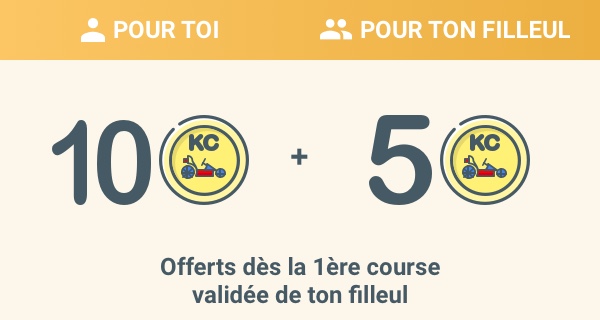 POUR TOI
POUR TON FILLEUL
10 KC + 5 KC
Offerts dès la 1ère course
validée de ton filleul